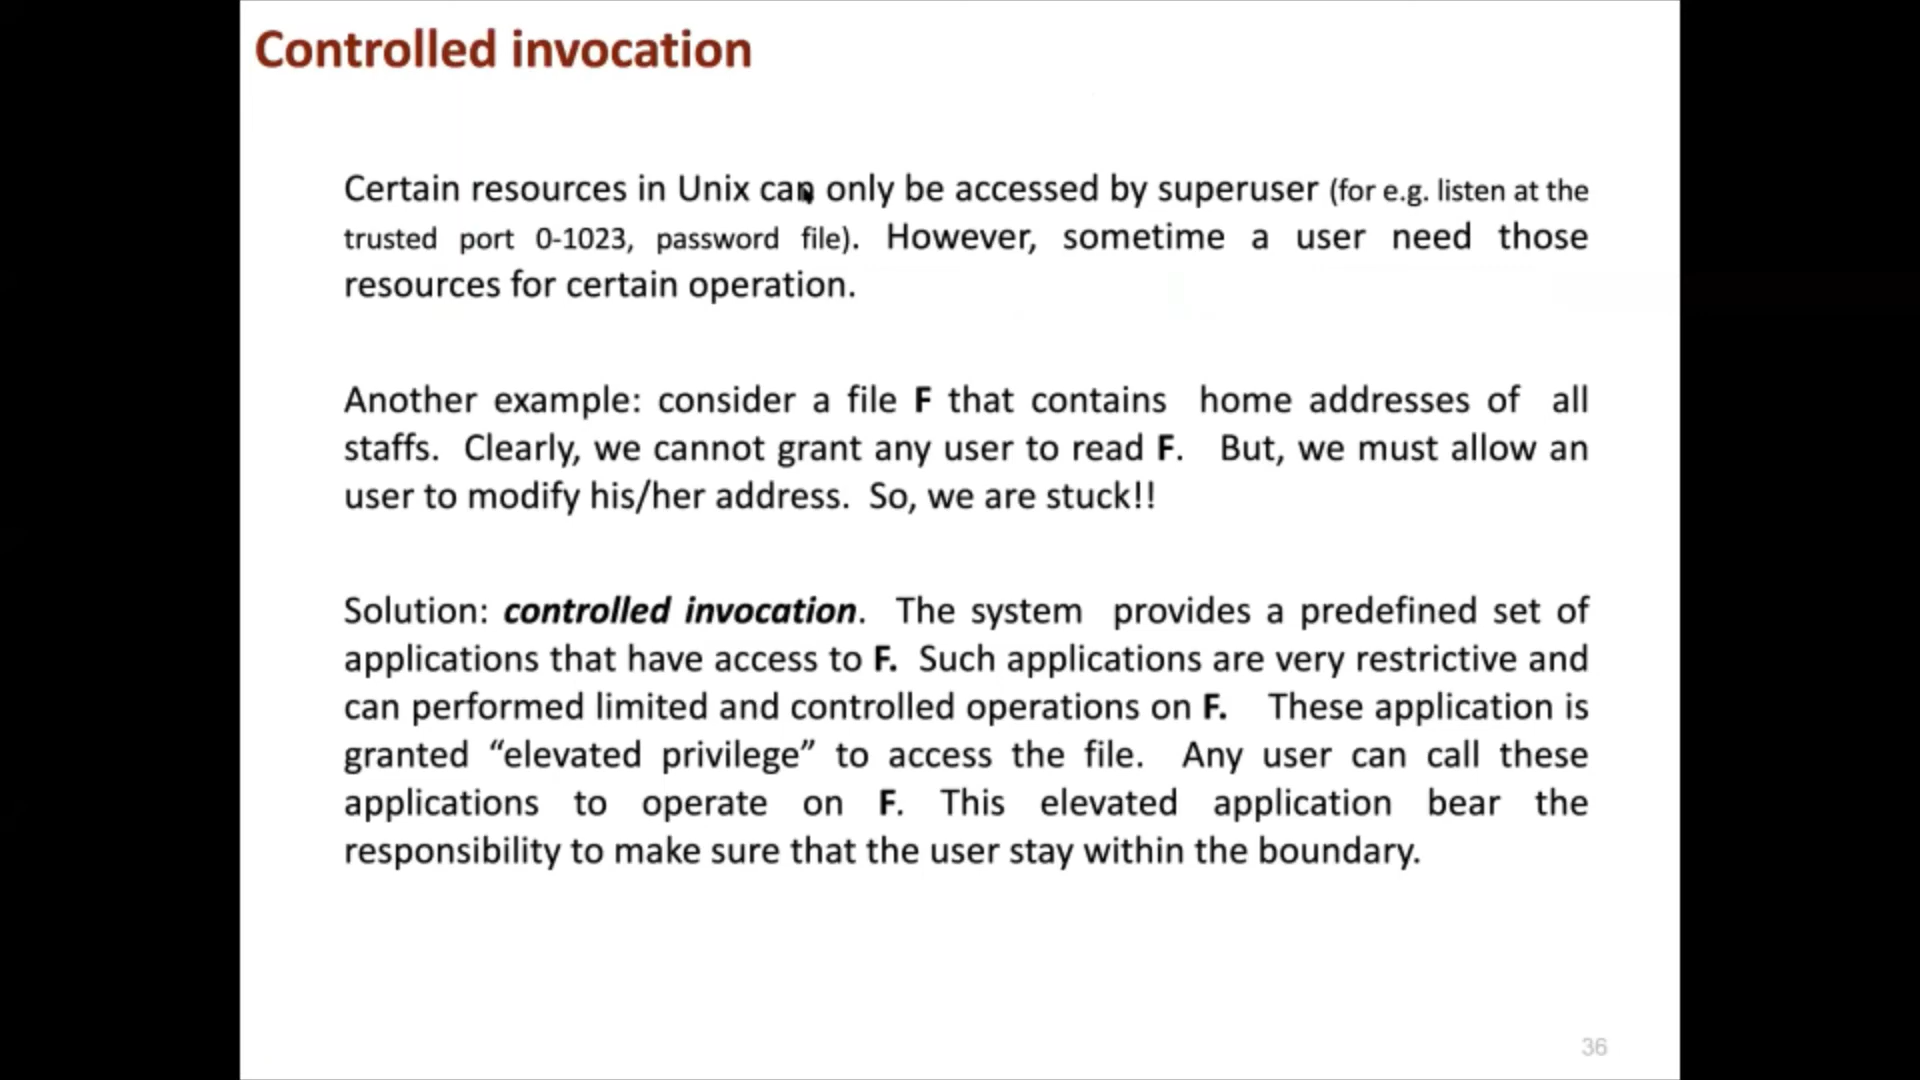 Controlled invocation
Certain resources in Unix can only be accessed by superuser (for e.g. listen at the
trusted port 0-1023, password file). However, sometime a user need those
resources for certain operation.
Another example: consider a file F that contains home addresses of all
staffs. Clearly, we cannot grant any user to read F. But, we must allow an
user to modify his/her address. So, we are stuck!!
Solution: controlled invocation. The system provides a predefined set of
applications that have access to F. Such applications are very restrictive and
can performed limited and controlled operations on F. These application is
granted “elevated privilege” to access the file. Any user can call these
applications to operate on F. This elevated application bear the
responsibility to make sure that the user stay within the boundary.
36